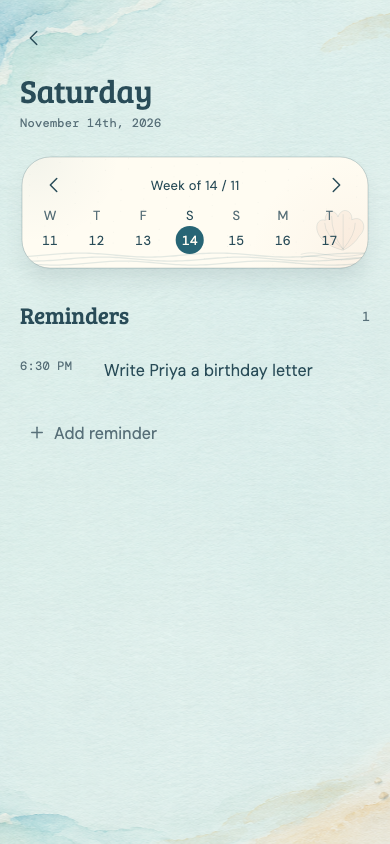 Saturday
November 14th, 2026
Week of 14 / 11
W T F S S M T
11 12 13 14 15 16 17
Reminders 1
6:30 PM Write Priya a birthday letter
+ Add reminder